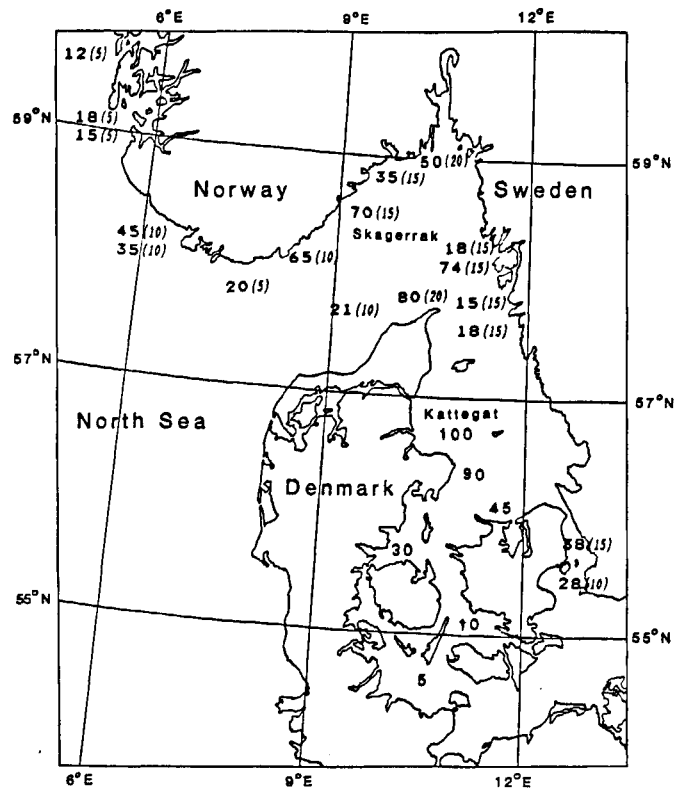 6°E 9°E 12°E
12(5)
59°N
18(5)
15(5)
50(20)
59°N
35(15)
Norway
Sweden
70(15)
45(10)
Skagerrak
35(10)
65(10)
18(15)
74(15)
20(5)
80(20)
15(15)
21(10)
18(15)
57°N
57°N
North Sea
Kattegat
100
90
Denmark
45
30
38(15)
28(10)
55°N
10
55°N
5
6°E 9°E 12°E